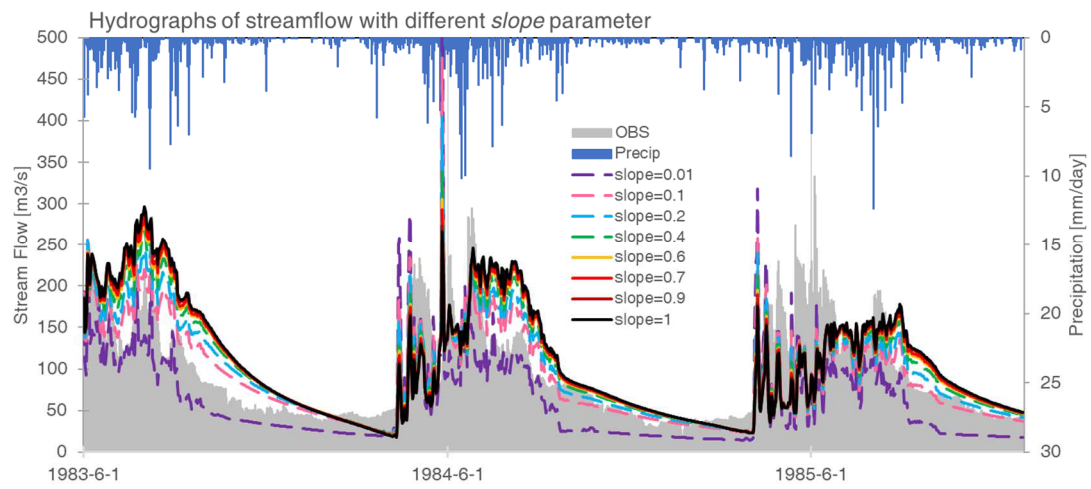 Hydrographs of streamflow with different slope parameter
500
450
400
350
300
250
200
150
100
50
0
Stream Flow [m3/s]
0
5
10
15
20
25
30
Precipitation [mm/day]
OBS
Precip
slope=0.01
slope=0.1
slope=0.2
slope=0.4
slope=0.6
slope=0.7
slope=0.9
slope=1
1983-6-1
1984-6-1
1985-6-1